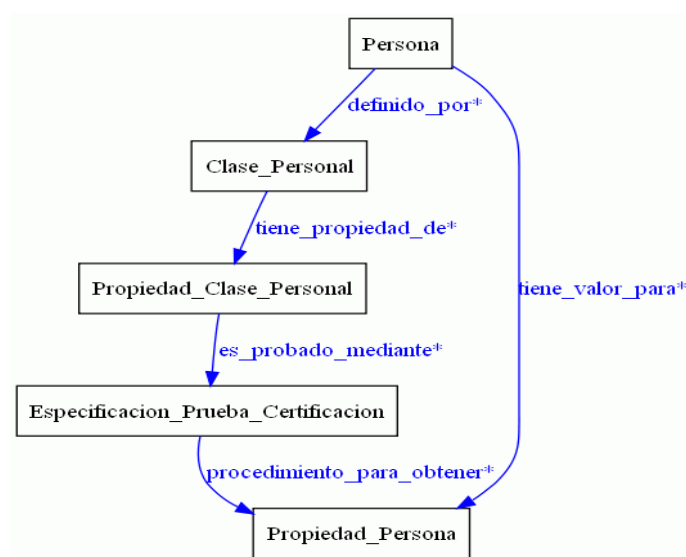 Persona
definido_por*
Clase_Personal
tiene_propiedad_de*
Propiedad_Clase_Personal
tiene_valor_para*
es_probado_mediante*
Especificacion_Prueba_Certificacion
procedimiento_para_obtener*
Propiedad_Persona